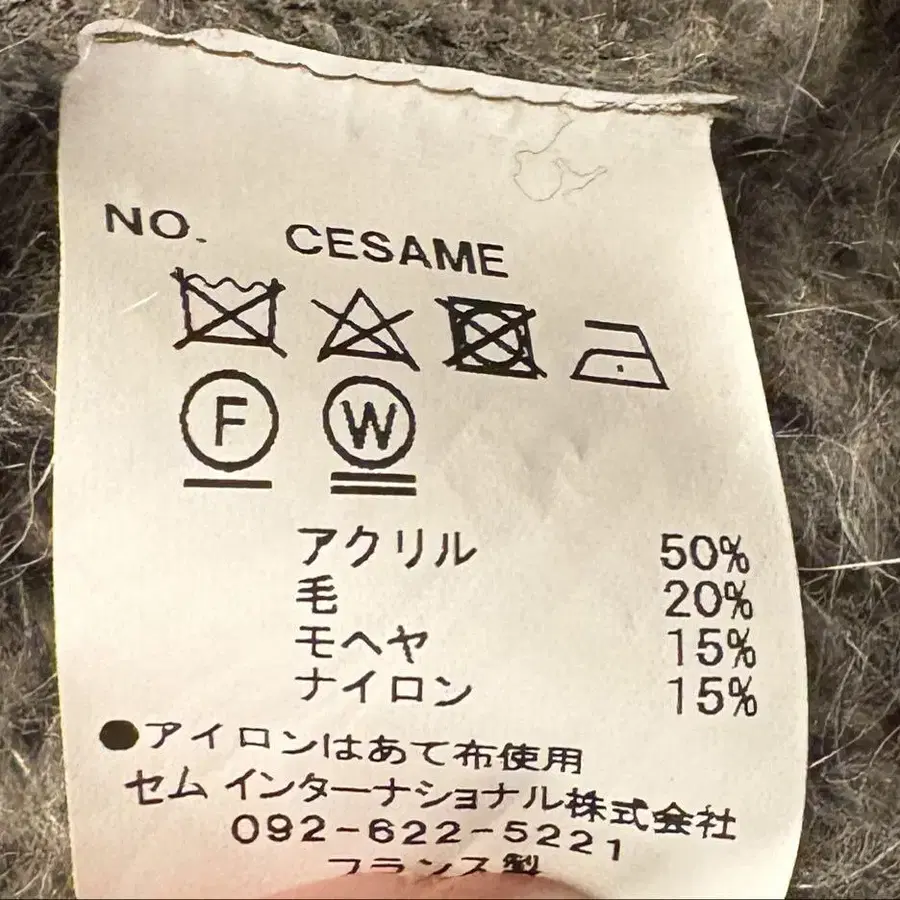 NO. CESAME
F W
アクリル 50%
毛 20%
モヘヤ 15%
ナイロン 15%
●アイロンはあて布使用
セム インターナショナル株式会社
092-622-5221
フランス製